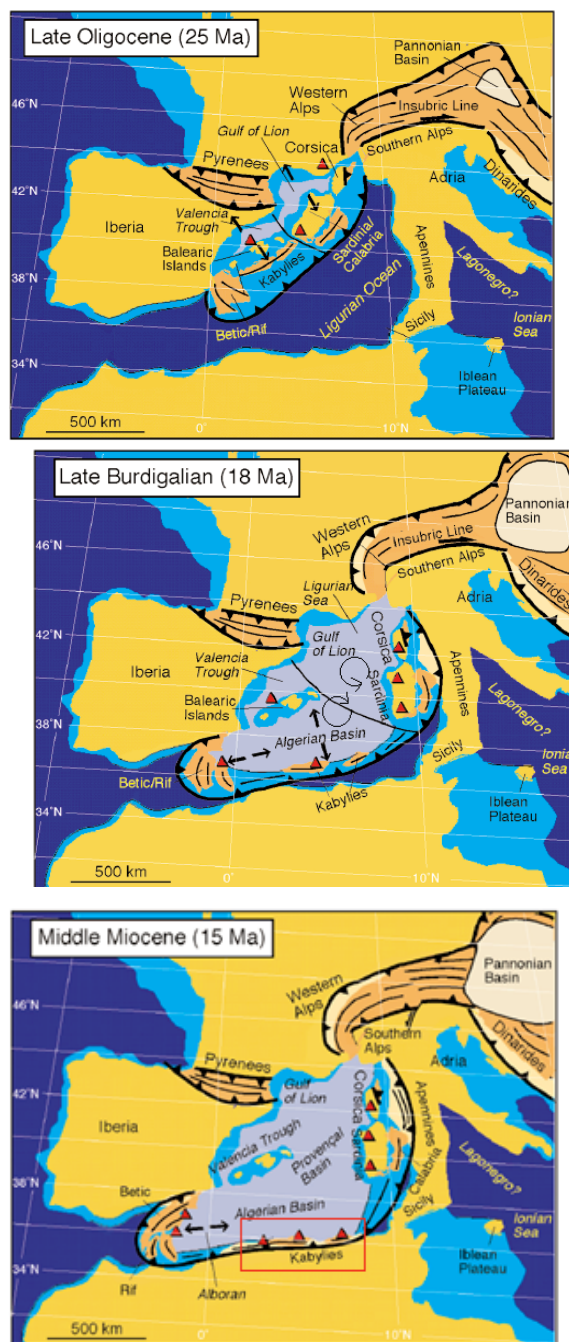 Late Oligocene (25 Ma)
Pannonian
Basin
46°N
Western
Alps
Insubric Line
Gulf of Lion
Corsica
Southern Alps
Dinarides
Pyrenees
42°N
Adria
Iberia
Valencia
Trough
Sardinia/
Calabria
Balearic
Islands
Kabylies
Apennines
Lagonegro?
38°N
Ligurian Ocean
Betic/Rif
Sicily
Ionian
Sea
34°N
Iblean
Plateau
500 km
0°
10°N
Late Burdigalian (18 Ma)
Pannonian
Basin
46°N
Western
Alps
Insubric Line
Southern Alps
Ligurian
Sea
Dinarides
Pyrenees
Adria
42°N
Gulf
of Lion
Corsica
Iberia
Valencia
Trough
Sardinia
Apennines
Lagonegro?
Balearic
Islands
38°N
Algerian Basin
Sicily
Ionian
Sea
Betic/Rif
Kabylies
Iblean
Plateau
34°N
500 km
0°
10°N
Middle Miocene (15 Ma)
Pannonian
Basin
46°N
Western
Alps
Southern
Alps
Dinarides
Pyrenees
Adria
42°N
Gulf
of Lion
Corsica
Iberia
Valencia Trough
Provençal
Basin
Sardinia
Apennines
Calabria
Lagonegro?
38°N
Betic
Algerian Basin
Sicily
Ionian
Sea
Kabylies
Iblean
Plateau
34°N
Rif
Alboran
500 km
0°
10°N